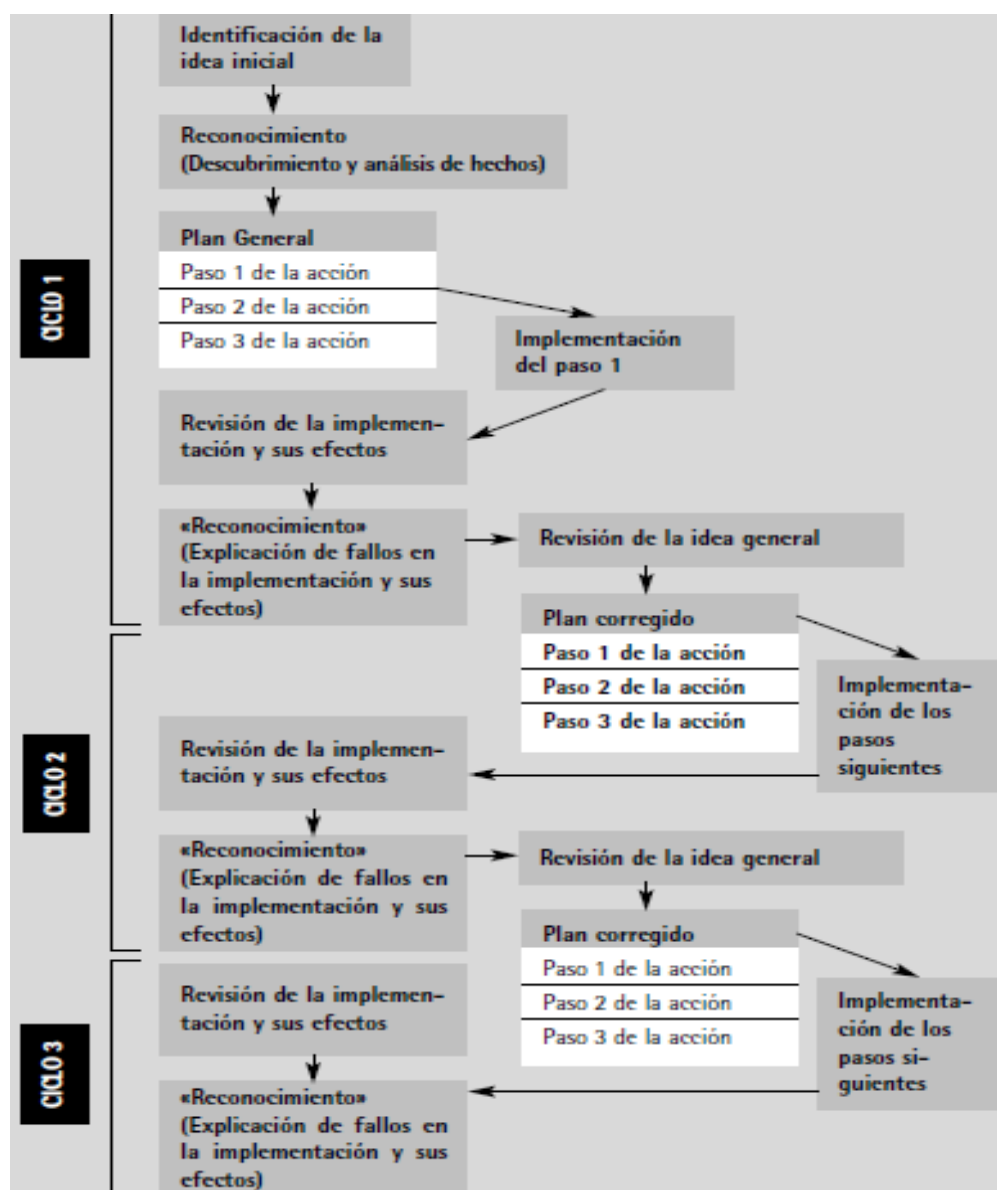 Identificación de la
idea inicial
Reconocimiento
(Descubrimiento y análisis de hechos)
Plan General
Paso 1 de la acción
Paso 2 de la acción
Paso 3 de la acción
CICLO 1
Implementación
del paso 1
Revisión de la implemen-
tación y sus efectos
«Reconocimiento»
(Explicación de fallos en
la implementación y sus
efectos)
Revisión de la idea general
Plan corregido
Paso 1 de la acción
Paso 2 de la acción
Paso 3 de la acción
Implementa-
ción de los
pasos
siguientes
CICLO 2
Revisión de la implemen-
tación y sus efectos
«Reconocimiento»
(Explicación de fallos en
la implementación y sus
efectos)
Revisión de la idea general
Plan corregido
Paso 1 de la acción
Paso 2 de la acción
Paso 3 de la acción
Implementa-
ción de los
pasos si-
guientes
CICLO 3
Revisión de la implemen-
tación y sus efectos
«Reconocimiento»
(Explicación de fallos en
la implementación y sus
efectos)